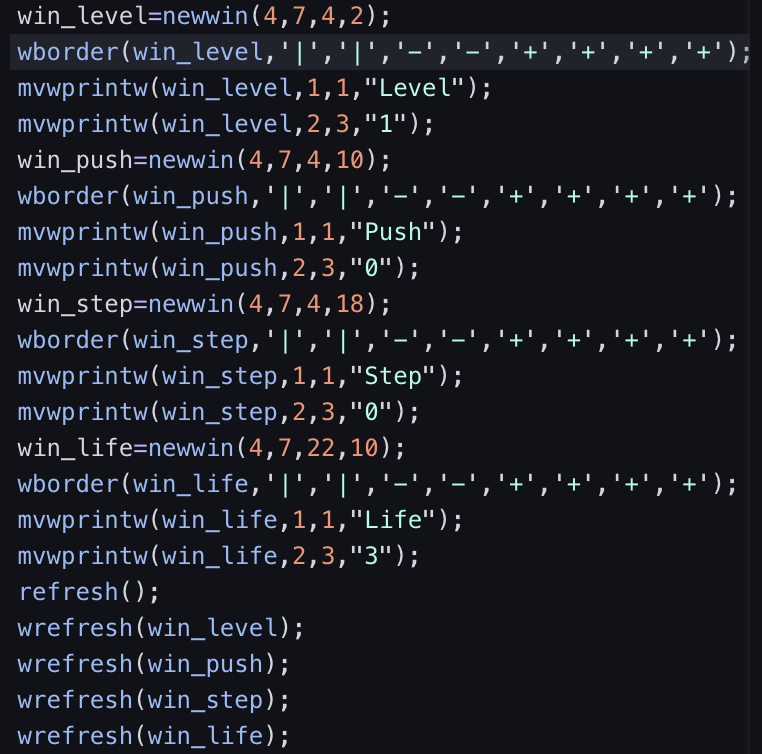 win_level=newwin(4,7,4,2);
wborder(win_level,'|','|','-','-','+','+','+','+');
mvwprintw(win_level,1,1,"Level");
mvwprintw(win_level,2,3,"1");
win_push=newwin(4,7,4,10);
wborder(win_push,'|','|','-','-','+','+','+','+');
mvwprintw(win_push,1,1,"Push");
mvwprintw(win_push,2,3,"0");
win_step=newwin(4,7,4,18);
wborder(win_step,'|','|','-','-','+','+','+','+');
mvwprintw(win_step,1,1,"Step");
mvwprintw(win_step,2,3,"0");
win_life=newwin(4,7,22,10);
wborder(win_life,'|','|','-','-','+','+','+','+');
mvwprintw(win_life,1,1,"Life");
mvwprintw(win_life,2,3,"3");
refresh();
wrefresh(win_level);
wrefresh(win_push);
wrefresh(win_step);
wrefresh(win_life);